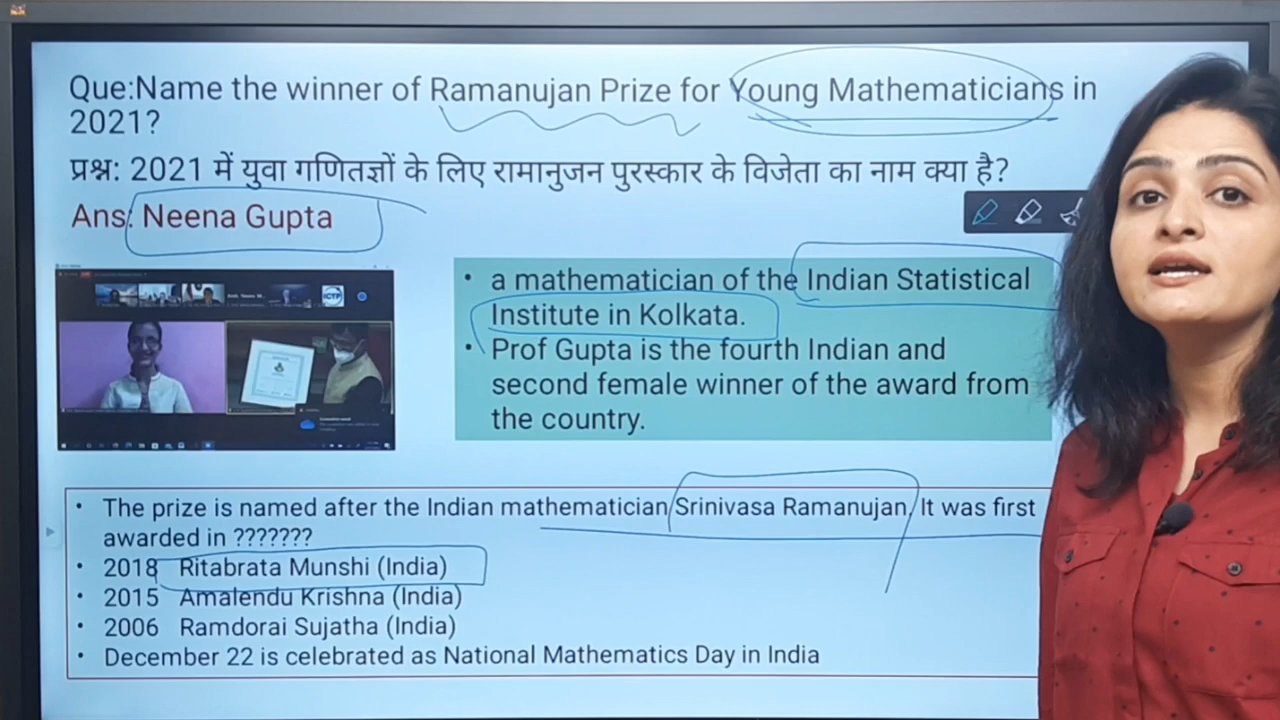 Que:Name the winner of Ramanujan Prize for Young Mathematicians in
2021?
प्रश्न: 2021 में युवा गणितज्ञों के लिए रामानुजन पुरस्कार के विजेता का नाम क्या है?
Ans: Neena Gupta
ICTP
• a mathematician of the Indian Statistical
Institute in Kolkata.
• Prof Gupta is the fourth Indian and
second female winner of the award from
the country.
• The prize is named after the Indian mathematician Srinivasa Ramanujan. It was first
awarded in ???????
• 2018 Ritabrata Munshi (India)
• 2015 Amalendu Krishna (India)
• 2006 Ramdorai Sujatha (India)
• December 22 is celebrated as National Mathematics Day in India